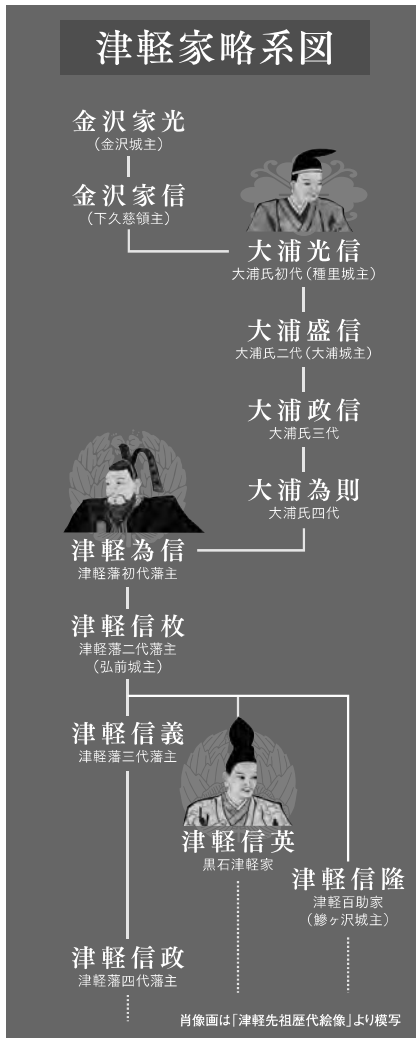 津軽家略系図
金沢家光
（金沢城主）
金沢家信
（下久慈領主）
大浦光信
大浦氏初代（種里城主）
大浦盛信
大浦氏二代（大浦城主）
大浦政信
大浦氏三代
大浦為則
大浦氏四代
津軽為信
津軽藩初代藩主
津軽信枚
津軽藩二代藩主
（弘前城主）
津軽信義
津軽藩三代藩主
津軽信英
黒石津軽家
津軽信隆
津軽百助家
（鰺ヶ沢城主）
津軽信政
津軽藩四代藩主
肖像画は「津軽先祖歴代絵像」より模写